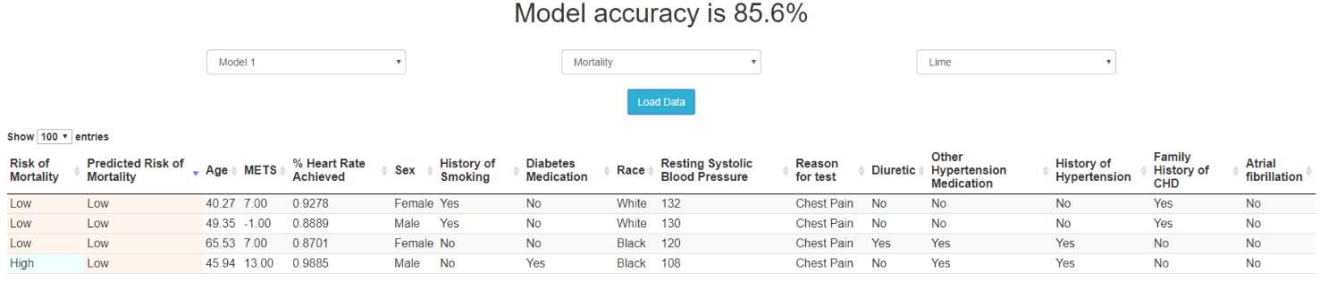 Model accuracy is 85.6%
Model 1 Mortality Lime
Load Data
Show 100 entries
Risk of Mortality Predicted Risk of Mortality Age METS % Heart Rate Achieved Sex History of Smoking Diabetes Medication Race Resting Systolic Blood Pressure Reason for test Diuretic Other Hypertension Medication History of Hypertension Family History of CHD Atrial fibrillation
Low Low 40.27 7.00 0.9278 Female Yes No White 132 Chest Pain No No No Yes No
Low Low 49.35 -1.00 0.8889 Male Yes No White 130 Chest Pain No No No Yes No
Low Low 65.53 7.00 0.8701 Female No No Black 120 Chest Pain Yes Yes Yes No No
High Low 45.94 13.00 0.9885 Male No Yes Black 108 Chest Pain No Yes Yes No No